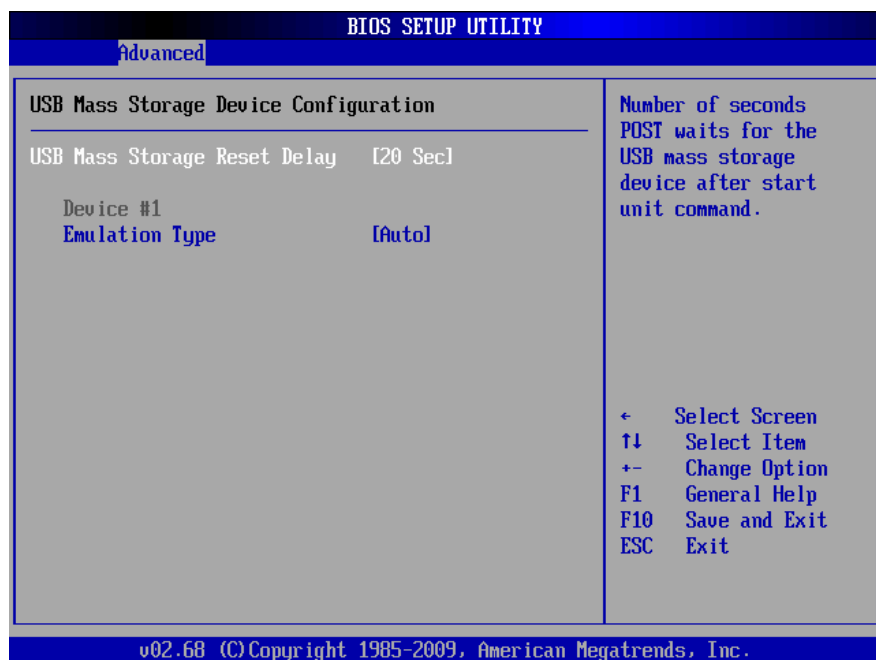 BIOS SETUP UTILITY
Advanced
USB Mass Storage Device Configuration
USB Mass Storage Reset Delay [20 Sec]
Device #1
Emulation Type [Auto]
Number of seconds
POST waits for the
USB mass storage
device after start
unit command.
← Select Screen
↑↓ Select Item
+- Change Option
F1 General Help
F10 Save and Exit
ESC Exit
v02.68 (C)Copyright 1985-2009, American Megatrends, Inc.